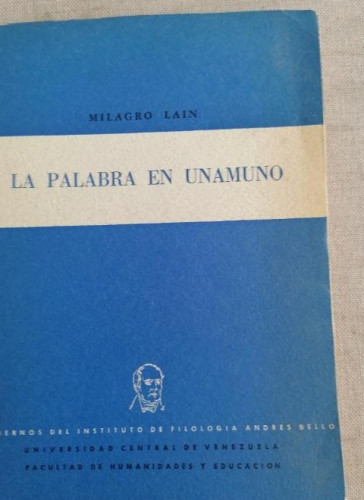 MILAGRO LAIN
LA PALABRA EN UNAMUNO
ERNOS DEL INSTITUTO DE FILOLOGIA ANDRES BELLO
UNIVERSIDAD CENTRAL DE VENEZUELA
FACULTAD DE HUMANIDADES Y EDUCACION